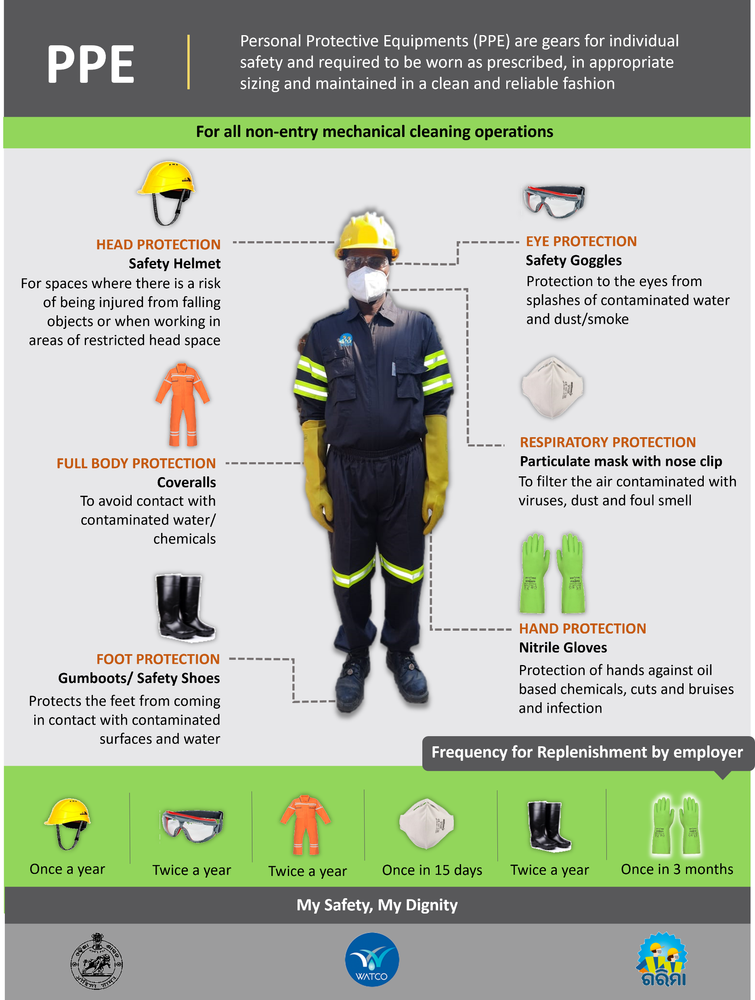 PPE
Personal Protective Equipments (PPE) are gears for individual
safety and required to be worn as prescribed, in appropriate
sizing and maintained in a clean and reliable fashion
For all non-entry mechanical cleaning operations
HEAD PROTECTION
Safety Helmet
For spaces where there is a risk
of being injured from falling
objects or when working in
areas of restricted head space
EYE PROTECTION
Safety Goggles
Protection to the eyes from
splashes of contaminated water
and dust/smoke
FULL BODY PROTECTION
Coveralls
To avoid contact with
contaminated water/
chemicals
RESPIRATORY PROTECTION
Particulate mask with nose clip
To filter the air contaminated with
viruses, dust and foul smell
FOOT PROTECTION
Gumboots/ Safety Shoes
Protects the feet from coming
in contact with contaminated
surfaces and water
HAND PROTECTION
Nitrile Gloves
Protection of hands against oil
based chemicals, cuts and bruises
and infection
Frequency for Replenishment by employer
Once a year
Twice a year
Twice a year
Once in 15 days
Twice a year
Once in 3 months
My Safety, My Dignity
ଓଡ଼ିଶା ଶାସନ
ओडिशा शासन
WATCO
ଗରିମା